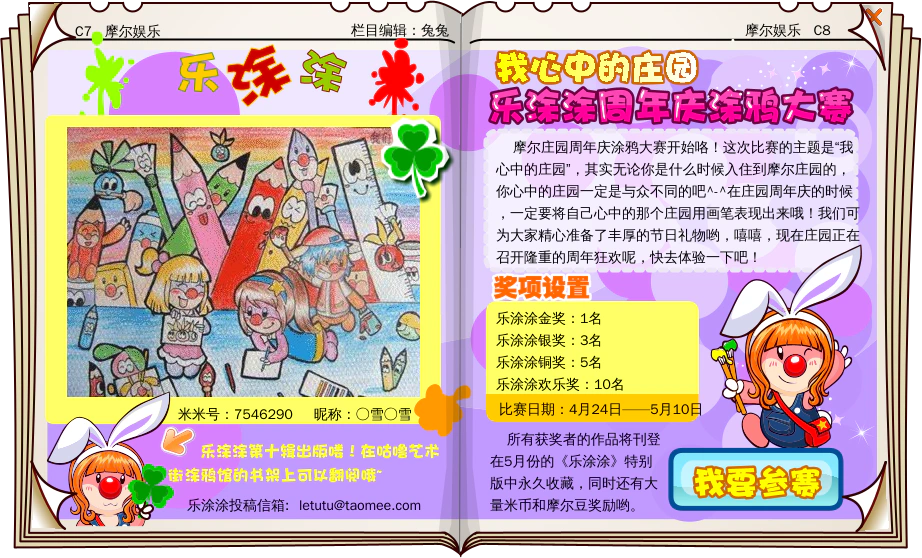 C7 摩尔娱乐
栏目编辑：兔兔
乐涂涂
米米号：7546290 昵称：〇雪〇雪
乐涂涂第十辑出版喽！在咕噜艺术
街涂鸦馆的书架上可以翻阅哦~
乐涂涂投稿信箱: letutu@taomee.com
摩尔娱乐 C8
我心中的庄园
乐涂涂周年庆涂鸦大赛
摩尔庄园周年庆涂鸦大赛开始咯！这次比赛的主题是“我
心中的庄园”，其实无论你是什么时候入住到摩尔庄园的，
你心中的庄园一定是与众不同的吧^-^在庄园周年庆的时候
，一定要将自己心中的那个庄园用画笔表现出来哦！我们可
为大家精心准备了丰厚的节日礼物哟，嘻嘻，现在庄园正在
召开隆重的周年狂欢呢，快去体验一下吧！
奖项设置
乐涂涂金奖：1名
乐涂涂银奖：3名
乐涂涂铜奖：5名
乐涂涂欢乐奖：10名
比赛日期：4月24日——5月10日
所有获奖者的作品将刊登
在5月份的《乐涂涂》特别
版中永久收藏，同时还有大
量米币和摩尔豆奖励哟。
我要参赛